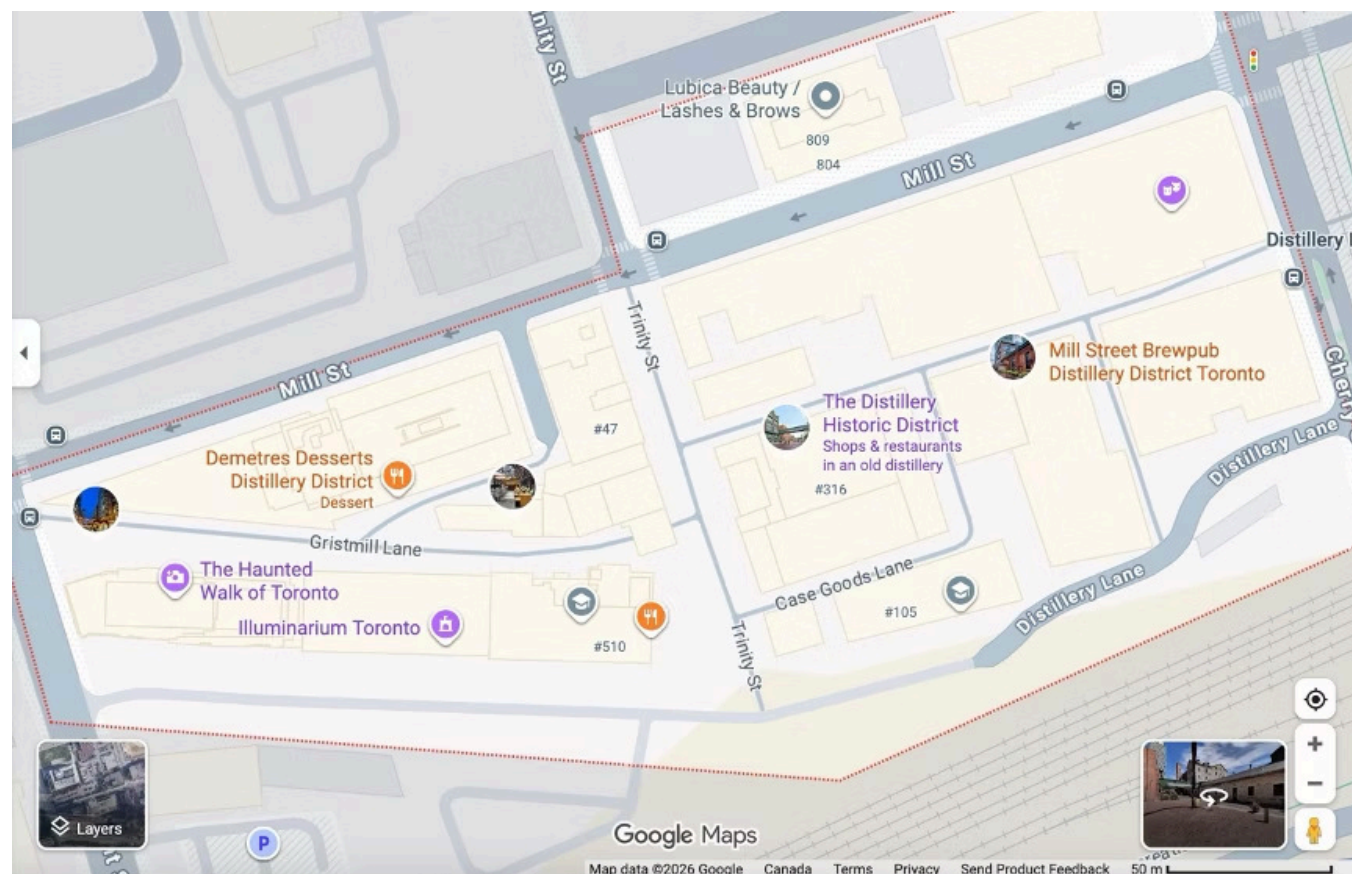 Trinity St
Lubica Beauty /
Lashes & Brows
809
804
Mill St
Distillery
Trinity St
Mill St
#47
Mill Street Brewpub
Distillery District Toronto
Cherry
The Distillery
Historic District
Shops & restaurants
in an old distillery
#316
Distillery Lane
Demetres Desserts
Distillery District
Dessert
Gristmill Lane
The Haunted
Walk of Toronto
Illuminarium Toronto
#510
Case Goods Lane
#105
Distillery Lane
Trinity St
Layers
P
Google Maps
Map data ©2026 Google Canada Terms Privacy Send Product Feedback 50 m